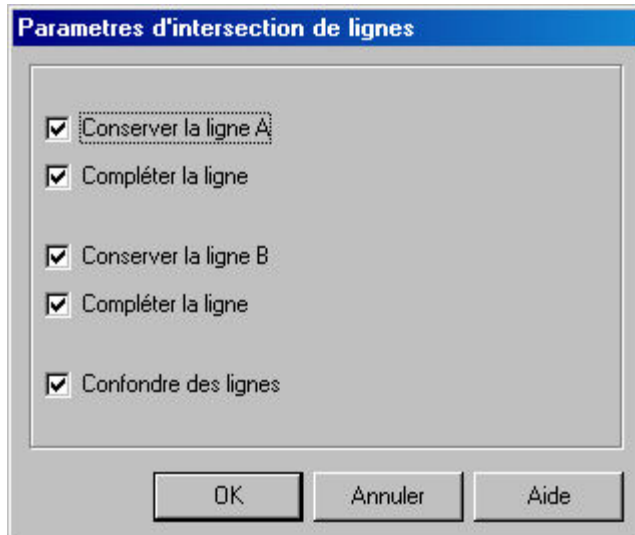 Parametres d'intersection de lignes
Conserver la ligne A
Compléter la ligne
Conserver la ligne B
Compléter la ligne
Confondre des lignes
OK Annuler Aide